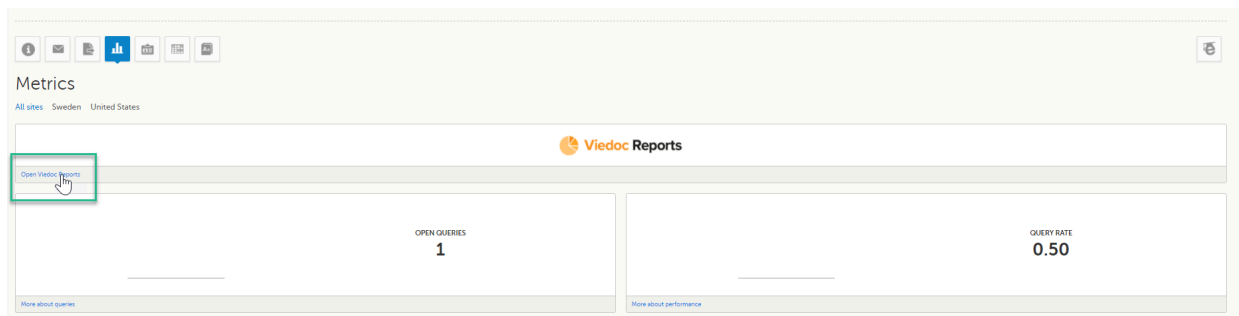 Metrics
All sites Sweden United States
Viedoc Reports
Open Viedoc Reports
OPEN QUERIES
1
QUERY RATE
0.50
More about queries
More about performance